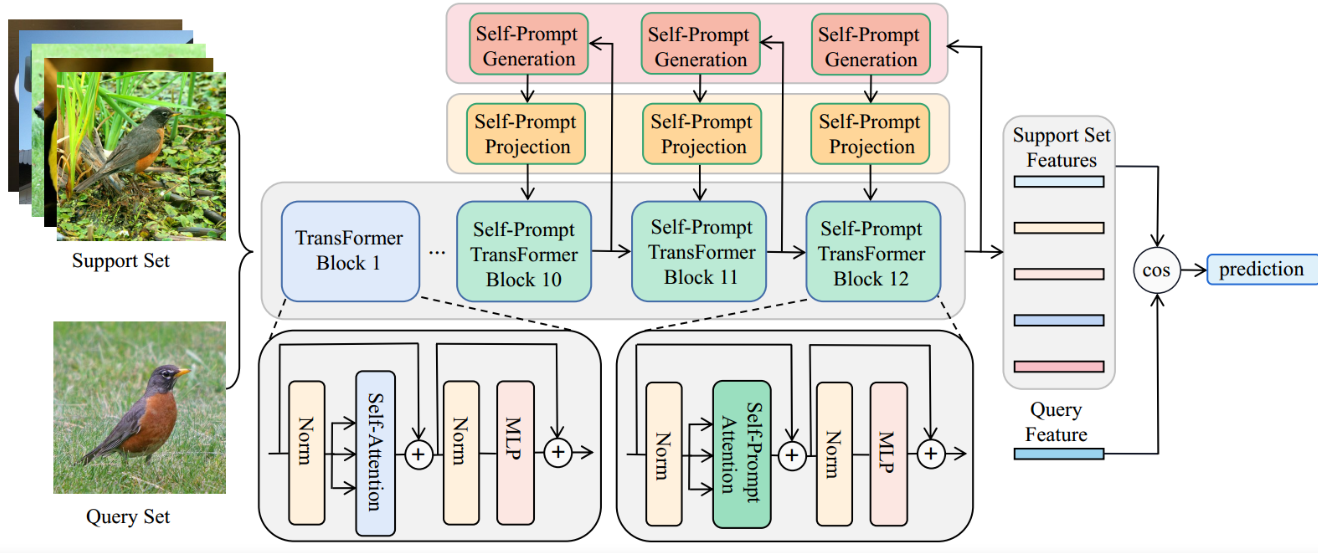 Self-Prompt
Generation
Self-Prompt
Generation
Self-Prompt
Generation
Self-Prompt
Projection
Self-Prompt
Projection
Self-Prompt
Projection
Support Set
TransFormer
Block 1
...
Self-Prompt
TransFormer
Block 10
Self-Prompt
TransFormer
Block 11
Self-Prompt
TransFormer
Block 12
Support Set
Features
cos
prediction
Query Set
Norm
Self-Attention
+
Norm
MLP
+
Norm
Self-Prompt
Attention
+
Norm
MLP
+
Query
Feature